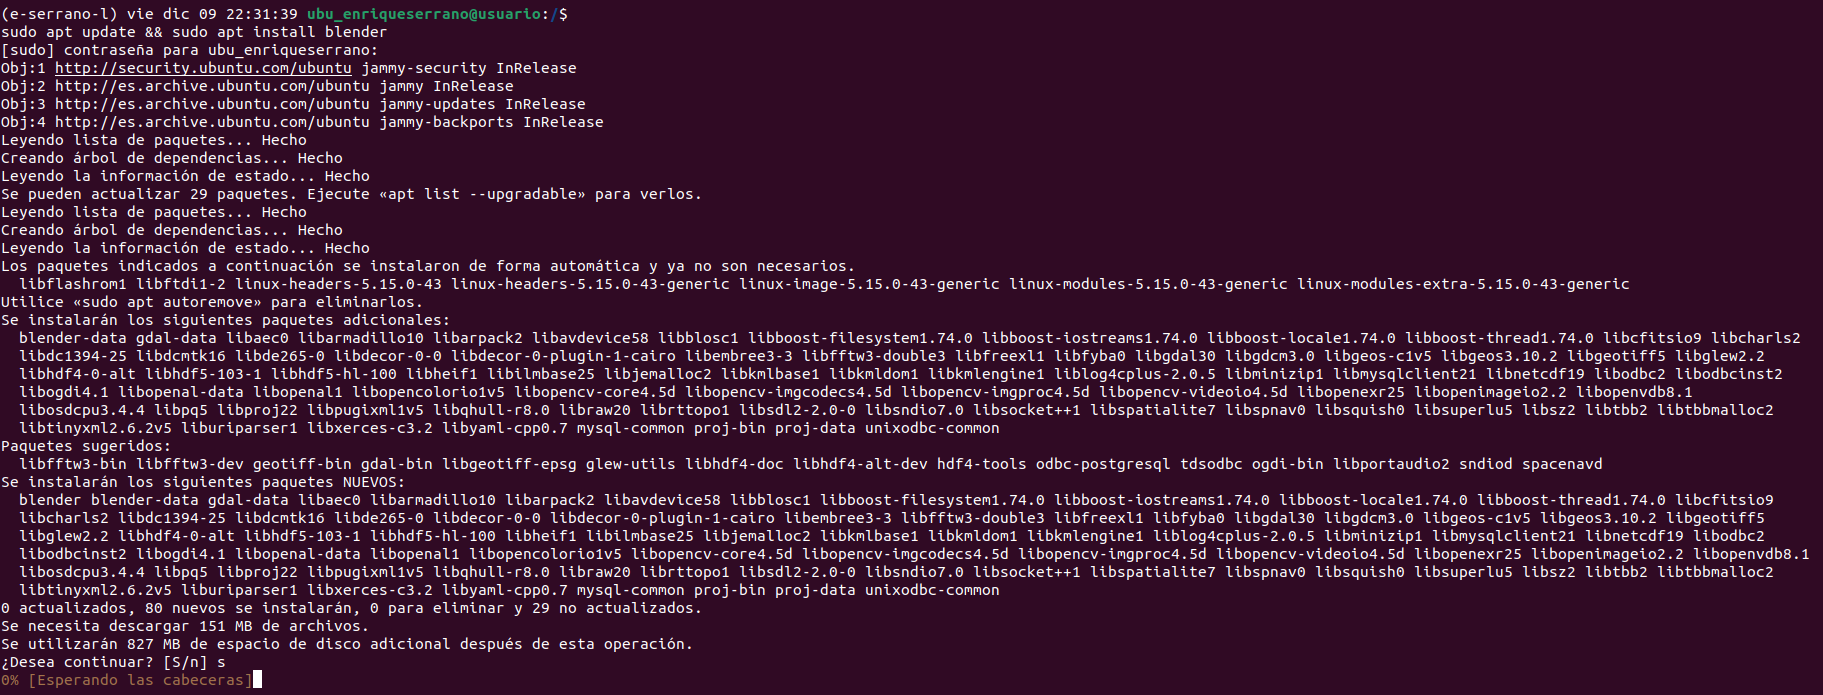 (e-serrano-l) vie dic 09 22:31:39 ubu_enriqueserrano@usuario:/$
sudo apt update && sudo apt install blender
[sudo] contraseña para ubu_enriqueserrano:
Obj:1 http://security.ubuntu.com/ubuntu jammy-security InRelease
Obj:2 http://es.archive.ubuntu.com/ubuntu jammy InRelease
Obj:3 http://es.archive.ubuntu.com/ubuntu jammy-updates InRelease
Obj:4 http://es.archive.ubuntu.com/ubuntu jammy-backports InRelease
Leyendo lista de paquetes... Hecho
Creando árbol de dependencias... Hecho
Leyendo la información de estado... Hecho
Se pueden actualizar 29 paquetes. Ejecute «apt list --upgradable» para verlos.
Leyendo lista de paquetes... Hecho
Creando árbol de dependencias... Hecho
Leyendo la información de estado... Hecho
Los paquetes indicados a continuación se instalaron de forma automática y ya no son necesarios.
  libflashrom1 libftdi1-2 linux-headers-5.15.0-43 linux-headers-5.15.0-43-generic linux-image-5.15.0-43-generic linux-modules-5.15.0-43-generic linux-modules-extra-5.15.0-43-generic
Utilice «sudo apt autoremove» para eliminarlos.
Se instalarán los siguientes paquetes adicionales:
  blender-data gdal-data libaec0 libarmadillo10 libarpack2 libavdevice58 libblosc1 libboost-filesystem1.74.0 libboost-iostreams1.74.0 libboost-locale1.74.0 libboost-thread1.74.0 libcfitsio9 libcharls2
  libdc1394-25 libdcmtk16 libde265-0 libdecor-0-0 libdecor-0-plugin-1-cairo libembree3-3 libfftw3-double3 libfreexl1 libfyba0 libgdal30 libgdcm3.0 libgeos-c1v5 libgeos3.10.2 libgeotiff5 libglew2.2
  libhdf4-0-alt libhdf5-103-1 libhdf5-hl-100 libheif1 libilmbase25 libjemalloc2 libkmlbase1 libkmldom1 libkmlengine1 liblog4cplus-2.0.5 libminizip1 libmysqlclient21 libnetcdf19 libodbc2 libodbcinst2
  libogdi4.1 libopenal-data libopenal1 libopencolorio1v5 libopencv-core4.5d libopencv-imgcodecs4.5d libopencv-imgproc4.5d libopencv-videoio4.5d libopenexr25 libopenimageio2.2 libopenvdb8.1
  libosdcpu3.4.4 libpq5 libproj22 libpugixml1v5 libqhull-r8.0 libraw20 librttopo1 libsdl2-2.0-0 libsndio7.0 libsocket++1 libspatialite7 libspnav0 libsquish0 libsuperlu5 libsz2 libtbb2 libtbbmalloc2
  libtinyxml2.6.2v5 liburiparser1 libxerces-c3.2 libyaml-cpp0.7 mysql-common proj-bin proj-data unixodbc-common
Paquetes sugeridos:
  libfftw3-bin libfftw3-dev geotiff-bin gdal-bin libgeotiff-epsg glew-utils libhdf4-doc libhdf4-alt-dev hdf4-tools odbc-postgresql tdsodbc ogdi-bin libportaudio2 sndiod spacenavd
Se instalarán los siguientes paquetes NUEVOS:
  blender blender-data gdal-data libaec0 libarmadillo10 libarpack2 libavdevice58 libblosc1 libboost-filesystem1.74.0 libboost-iostreams1.74.0 libboost-locale1.74.0 libboost-thread1.74.0 libcfitsio9
  libcharls2 libdc1394-25 libdcmtk16 libde265-0 libdecor-0-0 libdecor-0-plugin-1-cairo libembree3-3 libfftw3-double3 libfreexl1 libfyba0 libgdal30 libgdcm3.0 libgeos-c1v5 libgeos3.10.2 libgeotiff5
  libglew2.2 libhdf4-0-alt libhdf5-103-1 libhdf5-hl-100 libheif1 libilmbase25 libjemalloc2 libkmlbase1 libkmldom1 libkmlengine1 liblog4cplus-2.0.5 libminizip1 libmysqlclient21 libnetcdf19 libodbc2
  libodbcinst2 libogdi4.1 libopenal-data libopenal1 libopencolorio1v5 libopencv-core4.5d libopencv-imgcodecs4.5d libopencv-imgproc4.5d libopencv-videoio4.5d libopenexr25 libopenimageio2.2 libopenvdb8.1
  libosdcpu3.4.4 libpq5 libproj22 libpugixml1v5 libqhull-r8.0 libraw20 librttopo1 libsdl2-2.0-0 libsndio7.0 libsocket++1 libspatialite7 libspnav0 libsquish0 libsuperlu5 libsz2 libtbb2 libtbbmalloc2
  libtinyxml2.6.2v5 liburiparser1 libxerces-c3.2 libyaml-cpp0.7 mysql-common proj-bin proj-data unixodbc-common
0 actualizados, 80 nuevos se instalarán, 0 para eliminar y 29 no actualizados.
Se necesita descargar 151 MB de archivos.
Se utilizarán 827 MB de espacio de disco adicional después de esta operación.
¿Desea continuar? [S/n] s
0% [Esperando las cabeceras]